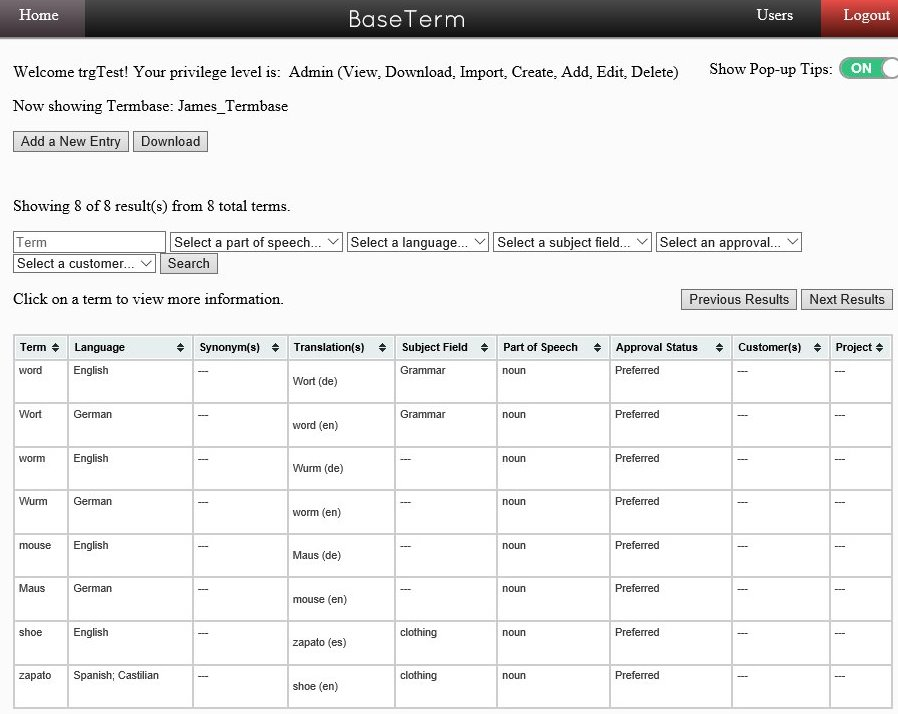 Home BaseTerm Users Logout
Welcome trgTest! Your privilege level is: Admin (View, Download, Import, Create, Add, Edit, Delete) Show Pop-up Tips: ON
Now showing Termbase: James_Termbase
Add a New Entry Download
Showing 8 of 8 result(s) from 8 total terms.
Term Select a part of speech... Select a language... Select a subject field... Select an approval...
Select a customer... Search
Click on a term to view more information. Previous Results Next Results
Term Language Synonym(s) Translation(s) Subject Field Part of Speech Approval Status Customer(s) Project
word English --- Wort (de) Grammar noun Preferred --- ---
Wort German --- word (en) Grammar noun Preferred --- ---
worm English --- Wurm (de) --- noun Preferred --- ---
Wurm German --- worm (en) --- noun Preferred --- ---
mouse English --- Maus (de) --- noun Preferred --- ---
Maus German --- mouse (en) --- noun Preferred --- ---
shoe English --- zapato (es) clothing noun Preferred --- ---
zapato Spanish; Castilian --- shoe (en) clothing noun Preferred --- ---